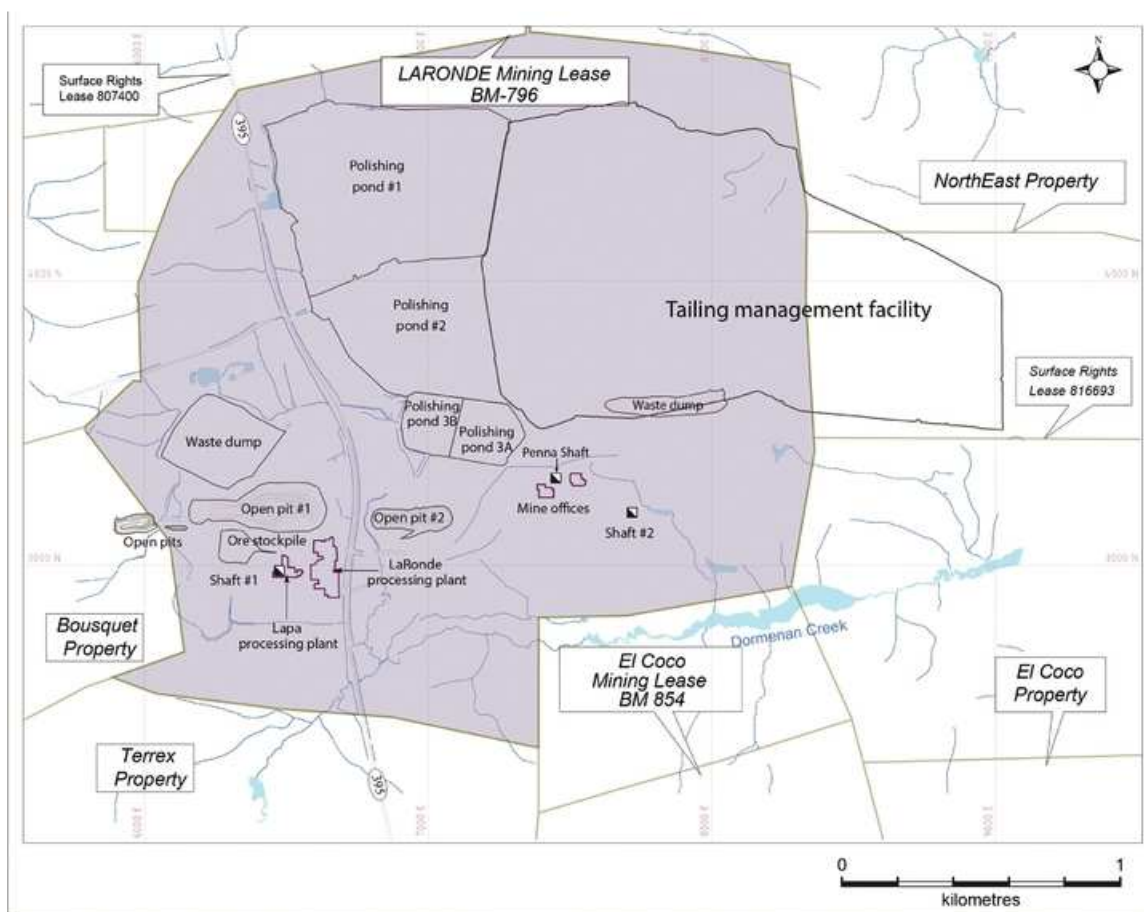 LARONDE Mining Lease
BM-796
Surface Rights
Lease 807400
N
395
Polishing
pond #1
NorthEast Property
Polishing
pond #2
Tailing management facility
Surface Rights
Lease 816693
Waste dump
Polishing
pond 3B
Polishing
pond 3A
Waste dump
Penna Shaft
Mine offices
Open pit #1
Open pit #2
Shaft #2
Open pits
Ore stockpile
Shaft #1
LaRonde
processing plant
Lapa
processing plant
Bousquet
Property
Dormenan Creek
El Coco
Mining Lease
BM 854
El Coco
Property
Terrex
Property
395
0
1
kilometres